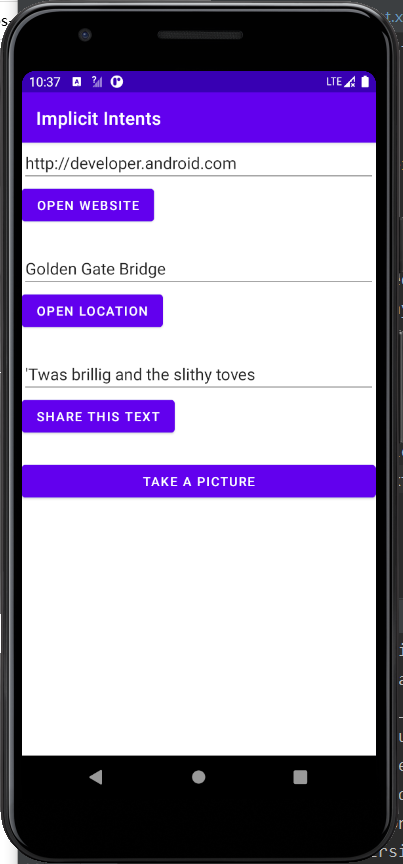 10:37 LTE
Implicit Intents
http://developer.android.com
OPEN WEBSITE
Golden Gate Bridge
OPEN LOCATION
'Twas brillig and the slithy toves
SHARE THIS TEXT
TAKE A PICTURE